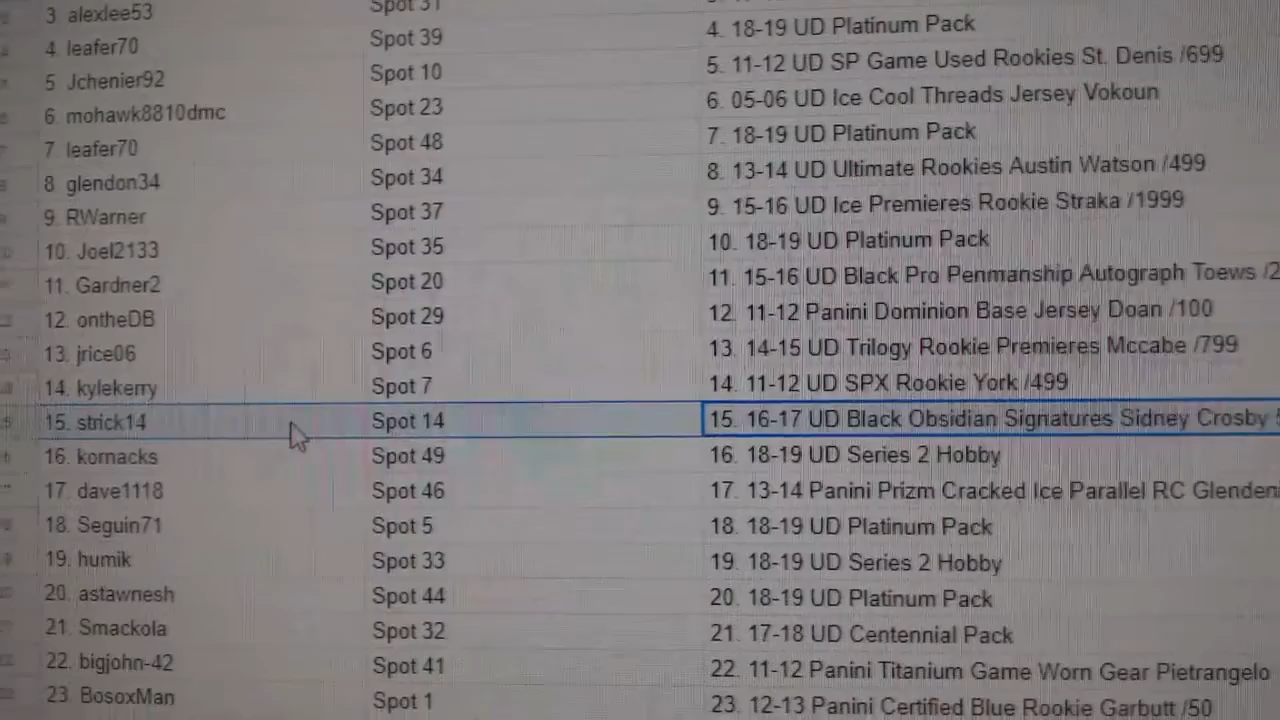 3 alexlee53 Spot 31
4 leafer70 Spot 39 4. 18-19 UD Platinum Pack
5 Jchenier92 Spot 10 5. 11-12 UD SP Game Used Rookies St. Denis /699
6. mohawk8810dmc Spot 23 6. 05-06 UD Ice Cool Threads Jersey Vokoun
7 leafer70 Spot 48 7. 18-19 UD Platinum Pack
8 glendon34 Spot 34 8. 13-14 UD Ultimate Rookies Austin Watson /499
9. RWarner Spot 37 9. 15-16 UD Ice Premieres Rookie Straka /1999
10. Joel2133 Spot 35 10. 18-19 UD Platinum Pack
11. Gardner2 Spot 20 11. 15-16 UD Black Pro Penmanship Autograph Toews /2
12. ontheDB Spot 29 12. 11-12 Panini Dominion Base Jersey Doan /100
13. jrice06 Spot 6 13. 14-15 UD Trilogy Rookie Premieres Mccabe /799
14. kylekerry Spot 7 14. 11-12 UD SPX Rookie York /499
15. strick14 Spot 14 15. 16-17 UD Black Obsidian Signatures Sidney Crosby
16. kornacks Spot 49 16. 18-19 UD Series 2 Hobby
17. dave1118 Spot 46 17. 13-14 Panini Prizm Cracked Ice Parallel RC Glenden
18. Seguin71 Spot 5 18. 18-19 UD Platinum Pack
19. humik Spot 33 19. 18-19 UD Series 2 Hobby
20. astawnesh Spot 44 20. 18-19 UD Platinum Pack
21. Smackola Spot 32 21. 17-18 UD Centennial Pack
22. bigjohn-42 Spot 41 22. 11-12 Panini Titanium Game Worn Gear Pietrangelo
23. BosoxMan Spot 1 23. 12-13 Panini Certified Blue Rookie Garbutt /50